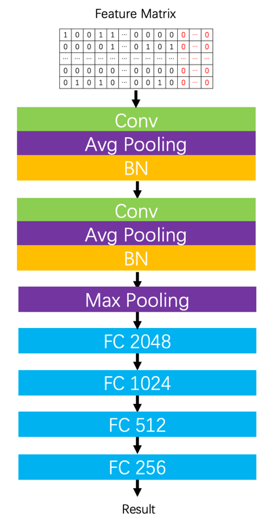 Feature Matrix
1 0 0 1 1 ... 0 0 0 0 0 ... 0
0 0 0 0 1 ... 0 1 0 1 0 ... 0
... ... ... ... ... ... ... ... ... ... ... ... ...
0 0 0 0 0 ... 0 0 0 0 0 ... 0
0 1 0 1 0 ... 1 0 0 0 0 ... 0
Conv
Avg Pooling
BN
Conv
Avg Pooling
BN
Max Pooling
FC 2048
FC 1024
FC 512
FC 256
Result